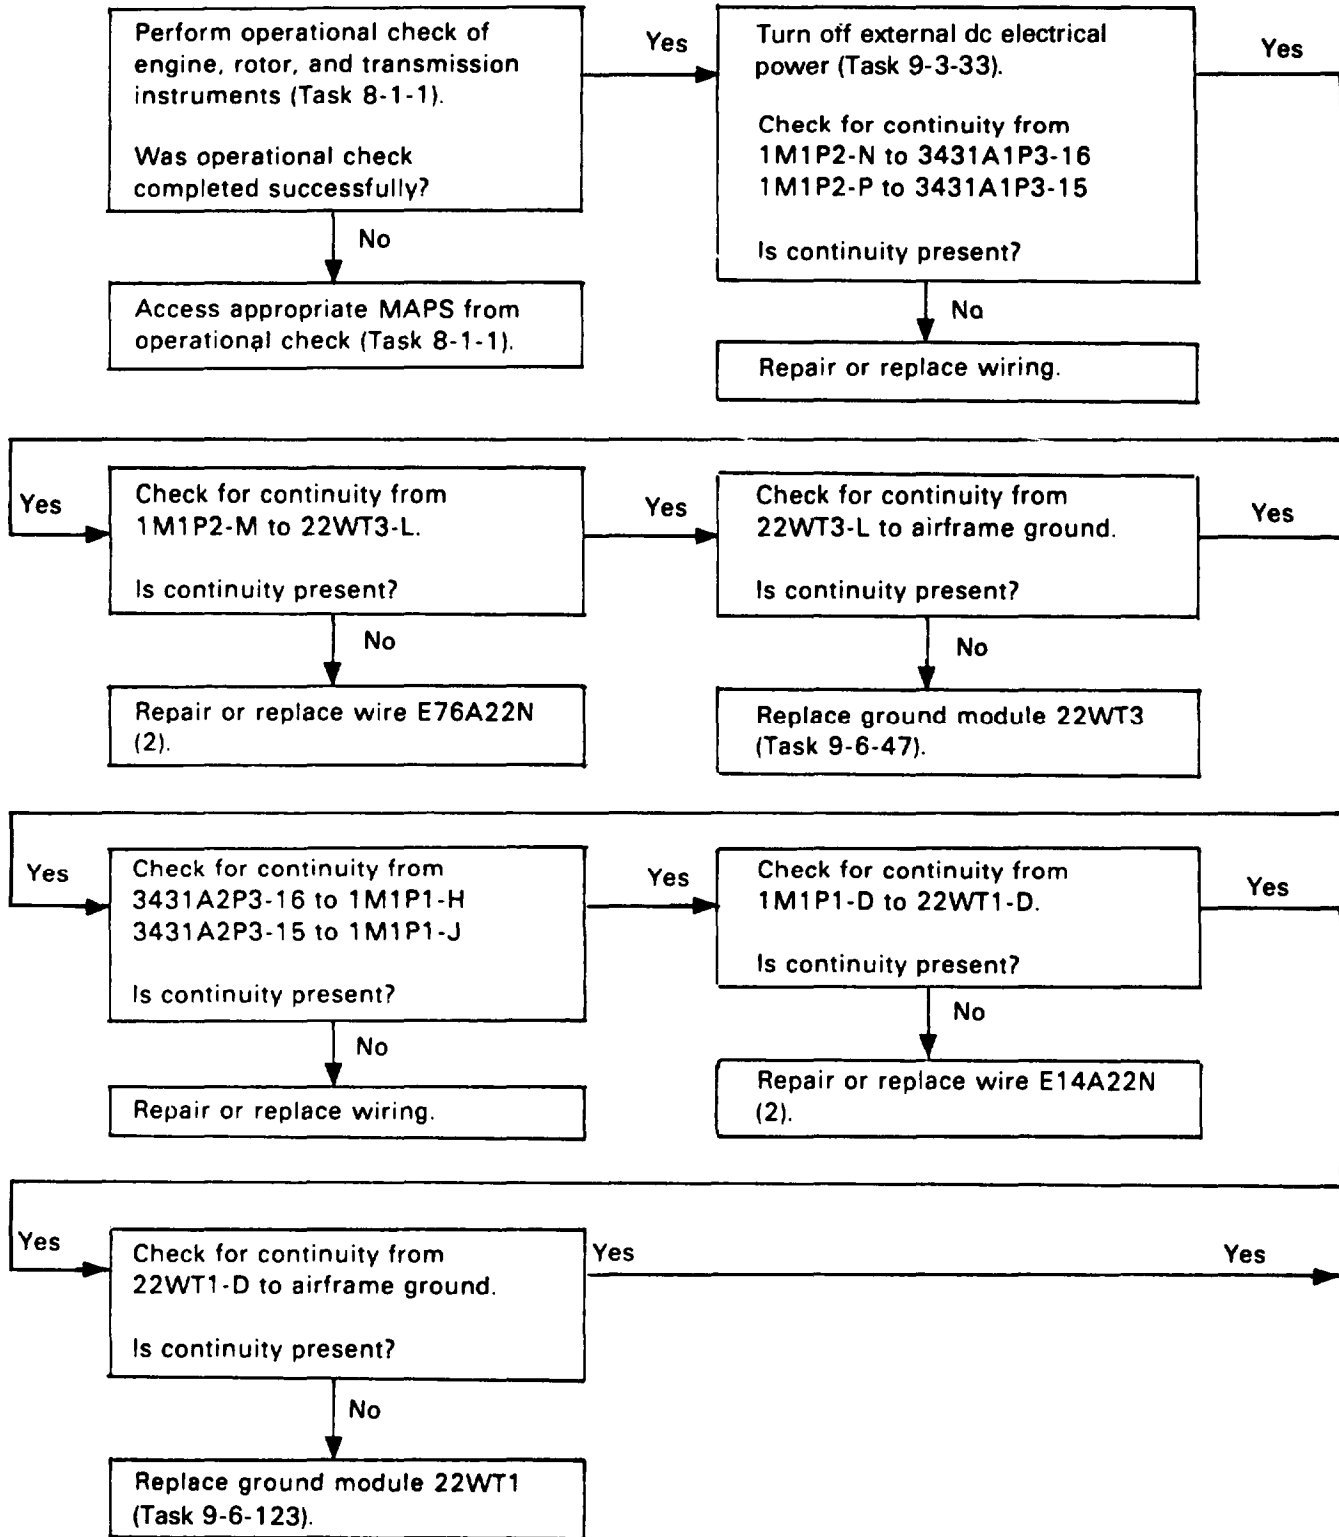 Perform operational check of
engine, rotor, and transmission
instruments (Task 8-1-1).
Was operational check
completed successfully?
Yes
Turn off external dc electrical
power (Task 9-3-33).
Check for continuity from
1M1P2-N to 3431A1P3-16
1M1P2-P to 3431A1P3-15
Is continuity present?
Yes
No
Access appropriate MAPS from
operational check (Task 8-1-1).
No
Repair or replace wiring.
Yes
Check for continuity from
1M1P2-M to 22WT3-L.
Is continuity present?
Yes
Check for continuity from
22WT3-L to airframe ground.
Is continuity present?
Yes
No
Repair or replace wire E76A22N
(2).
No
Replace ground module 22WT3
(Task 9-6-47).
Yes
Check for continuity from
3431A2P3-16 to 1M1P1-H
3431A2P3-15 to 1M1P1-J
Is continuity present?
Yes
Check for continuity from
1M1P1-D to 22WT1-D.
Is continuity present?
Yes
No
Repair or replace wiring.
No
Repair or replace wire E14A22N
(2).
Yes
Check for continuity from
22WT1-D to airframe ground.
Is continuity present?
Yes
Yes
No
Replace ground module 22WT1
(Task 9-6-123).